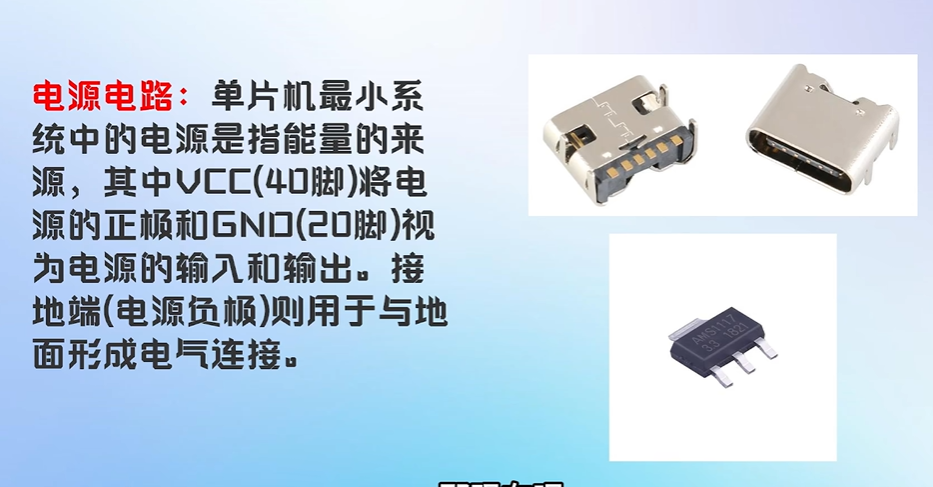 电源电路：单片机最小系
统中的电源是指能量的来
源，其中VCC(40脚)将电
源的正极和GND(20脚)视
为电源的输入和输出。接
地端(电源负极)则用于与地
面形成电气连接。
AMS1117
3.3 1821